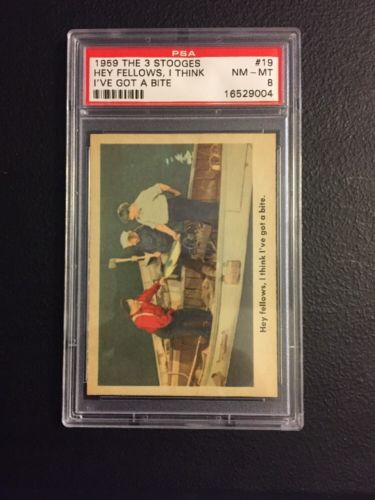 PSA
1959 THE 3 STOOGES #19
HEY FELLOWS, I THINK NM - MT
I'VE GOT A BITE 8
16529004
Hey fellows, I think I've got a bite.